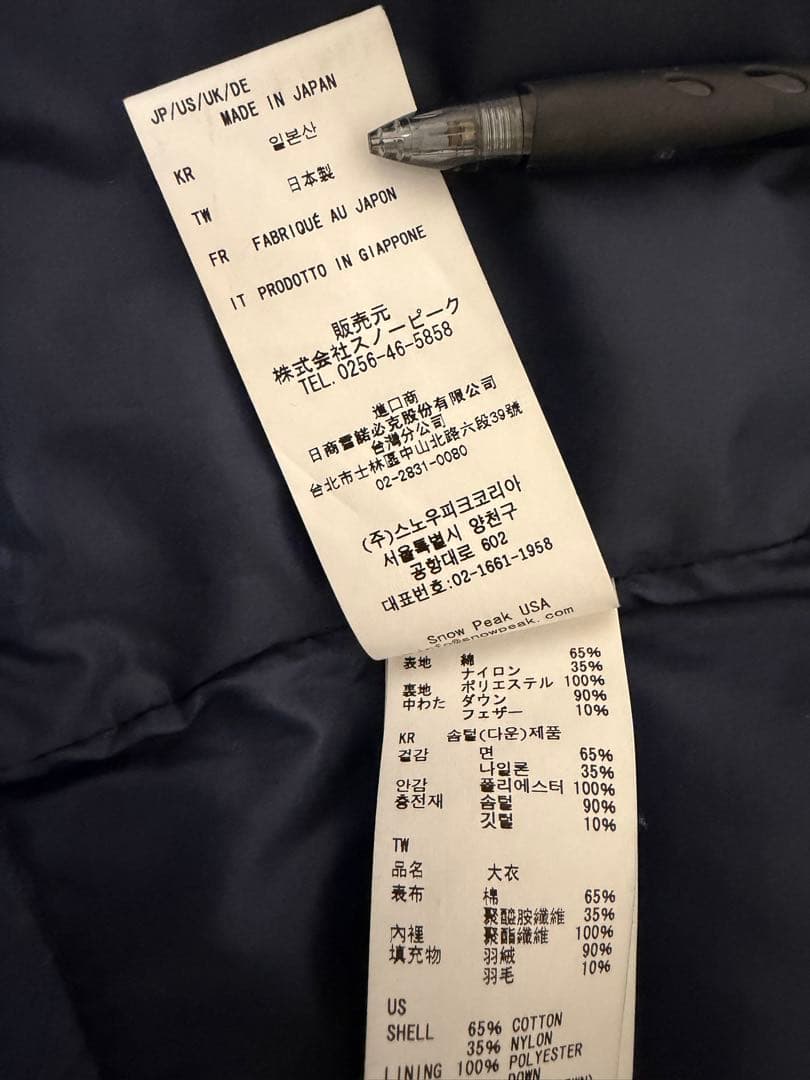 JP/US/UK/DE
MADE IN JAPAN
KR 일본산
TW 日本製
FR FABRIQUÉ AU JAPON
IT PRODOTTO IN GIAPPONE
販売元
株式会社スノーピーク
TEL.0256-46-5858
進口商
日商雪諾必克股份有限公司
台灣分公司
台北市士林區中山北路六段39號
02-2831-0080
(주)스노우피크코리아
서울특별시 양천구
공항대로 602
대표번호:02-1661-1958
Snow Peak USA
info@snowpeak.com
表地 綿 65%
ナイロン 35%
裏地 ポリエステル 100%
中わた ダウン 90%
フェザー 10%
KR 솜털(다운)제품
겉감 면 65%
나일론 35%
안감 폴리에스터 100%
충전재 솜털 90%
깃털 10%
TW
品名 大衣
表布 棉 65%
聚醯胺纖維 35%
內裡 聚酯纖維 100%
填充物 羽絨 90%
羽毛 10%
US
SHELL 65% COTTON
35% NYLON
LINING 100% POLYESTER
DOWN